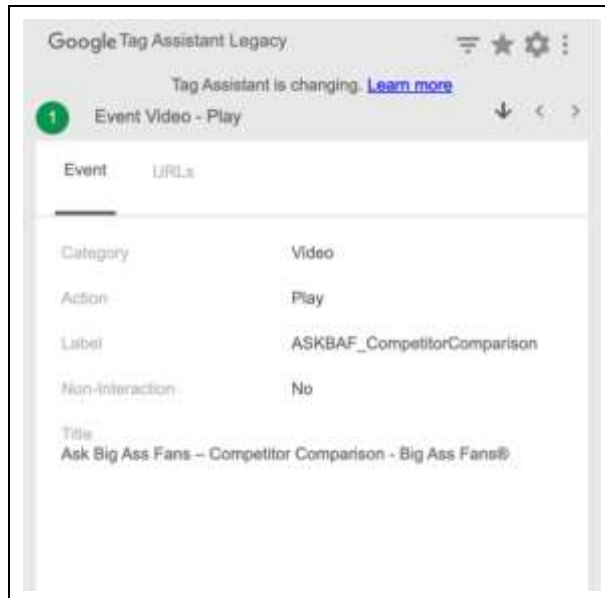 Google Tag Assistant Legacy
Tag Assistant is changing. Learn more
1 Event Video - Play
Event URLs
Category Video
Action Play
Label ASKBAF_CompetitorComparison
Non-Interaction No
Title
Ask Big Ass Fans – Competitor Comparison - Big Ass Fans®